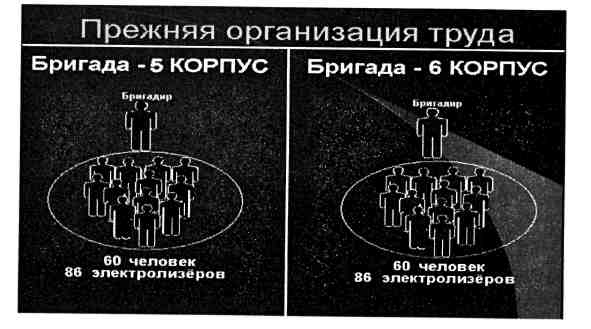 Прежняя организация труда
Бригада - 5 КОРПУС
Бригадир
60 человек
86 электролизёров
Бригада - 6 КОРПУС
Бригадир
60 человек
86 электролизёров